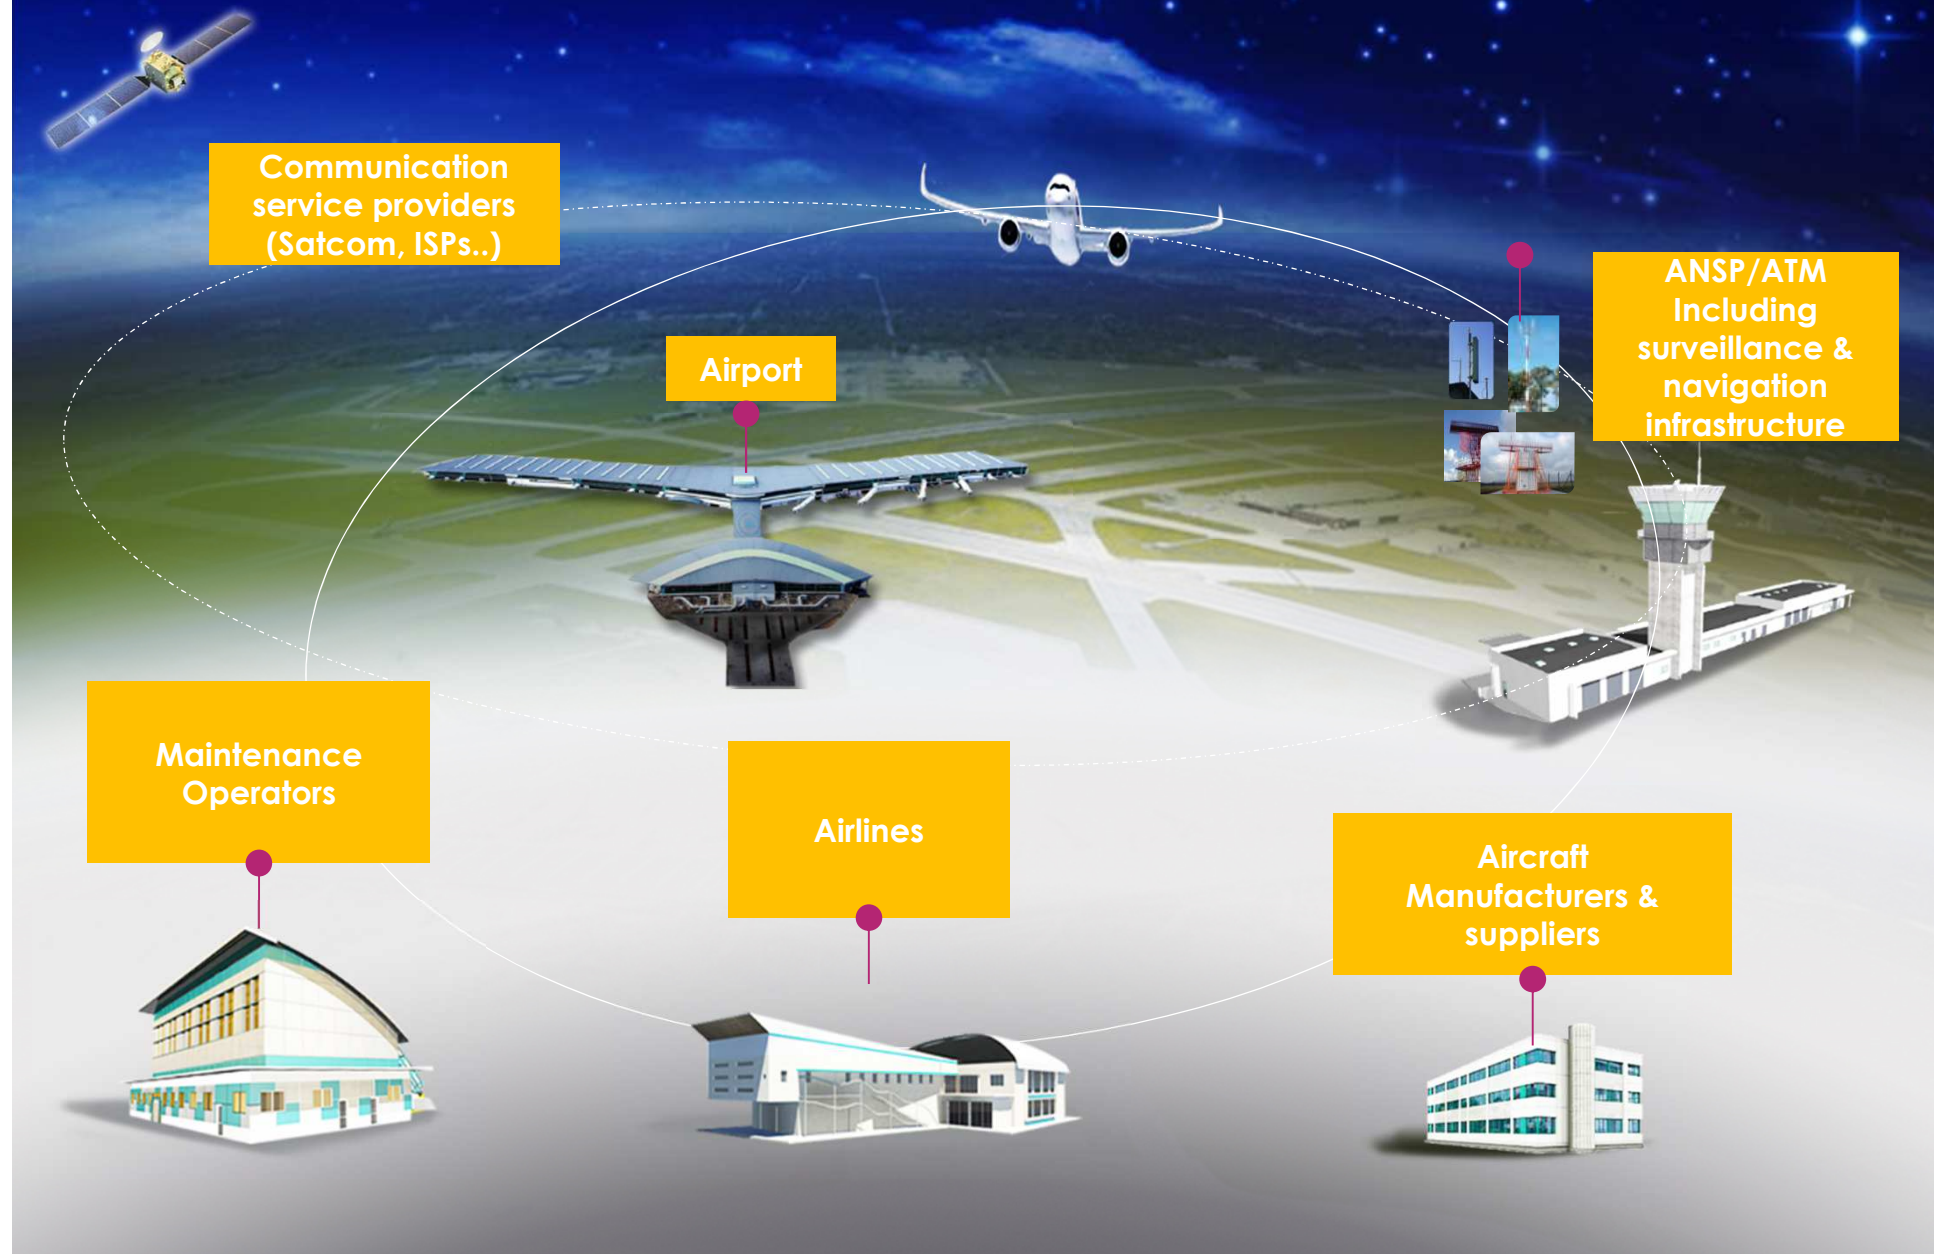 Communication
service providers
(Satcom, ISPs..)
ANSP/ATM
Including
surveillance &
navigation
infrastructure
Airport
Maintenance
Operators
Airlines
Aircraft
Manufacturers &
suppliers